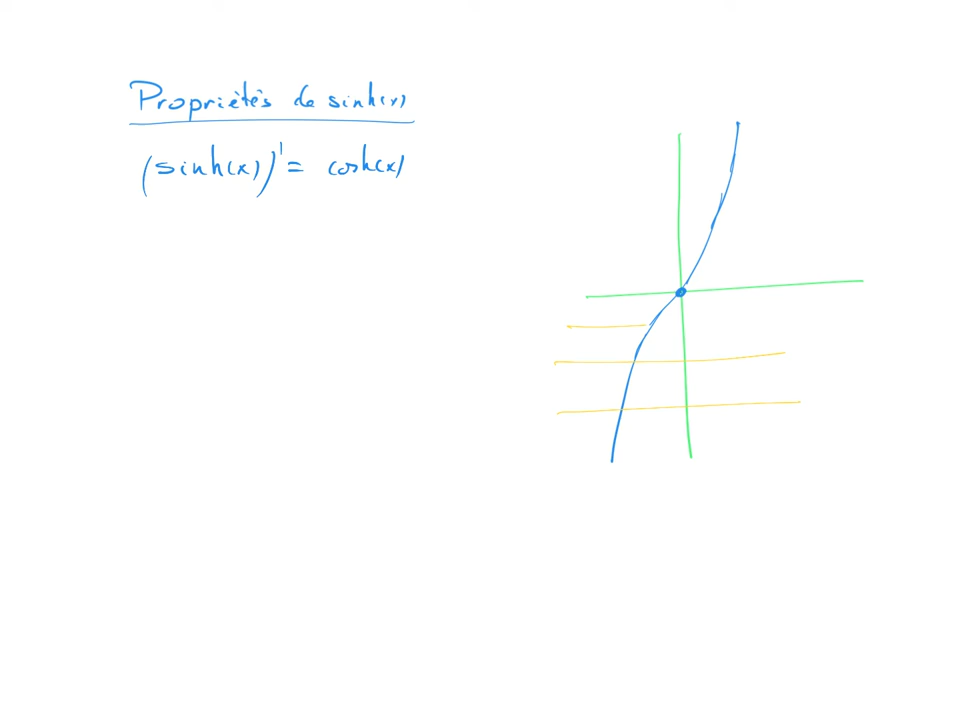 Propriétés de sinh(x)
(sinh(x))' = cosh(x)